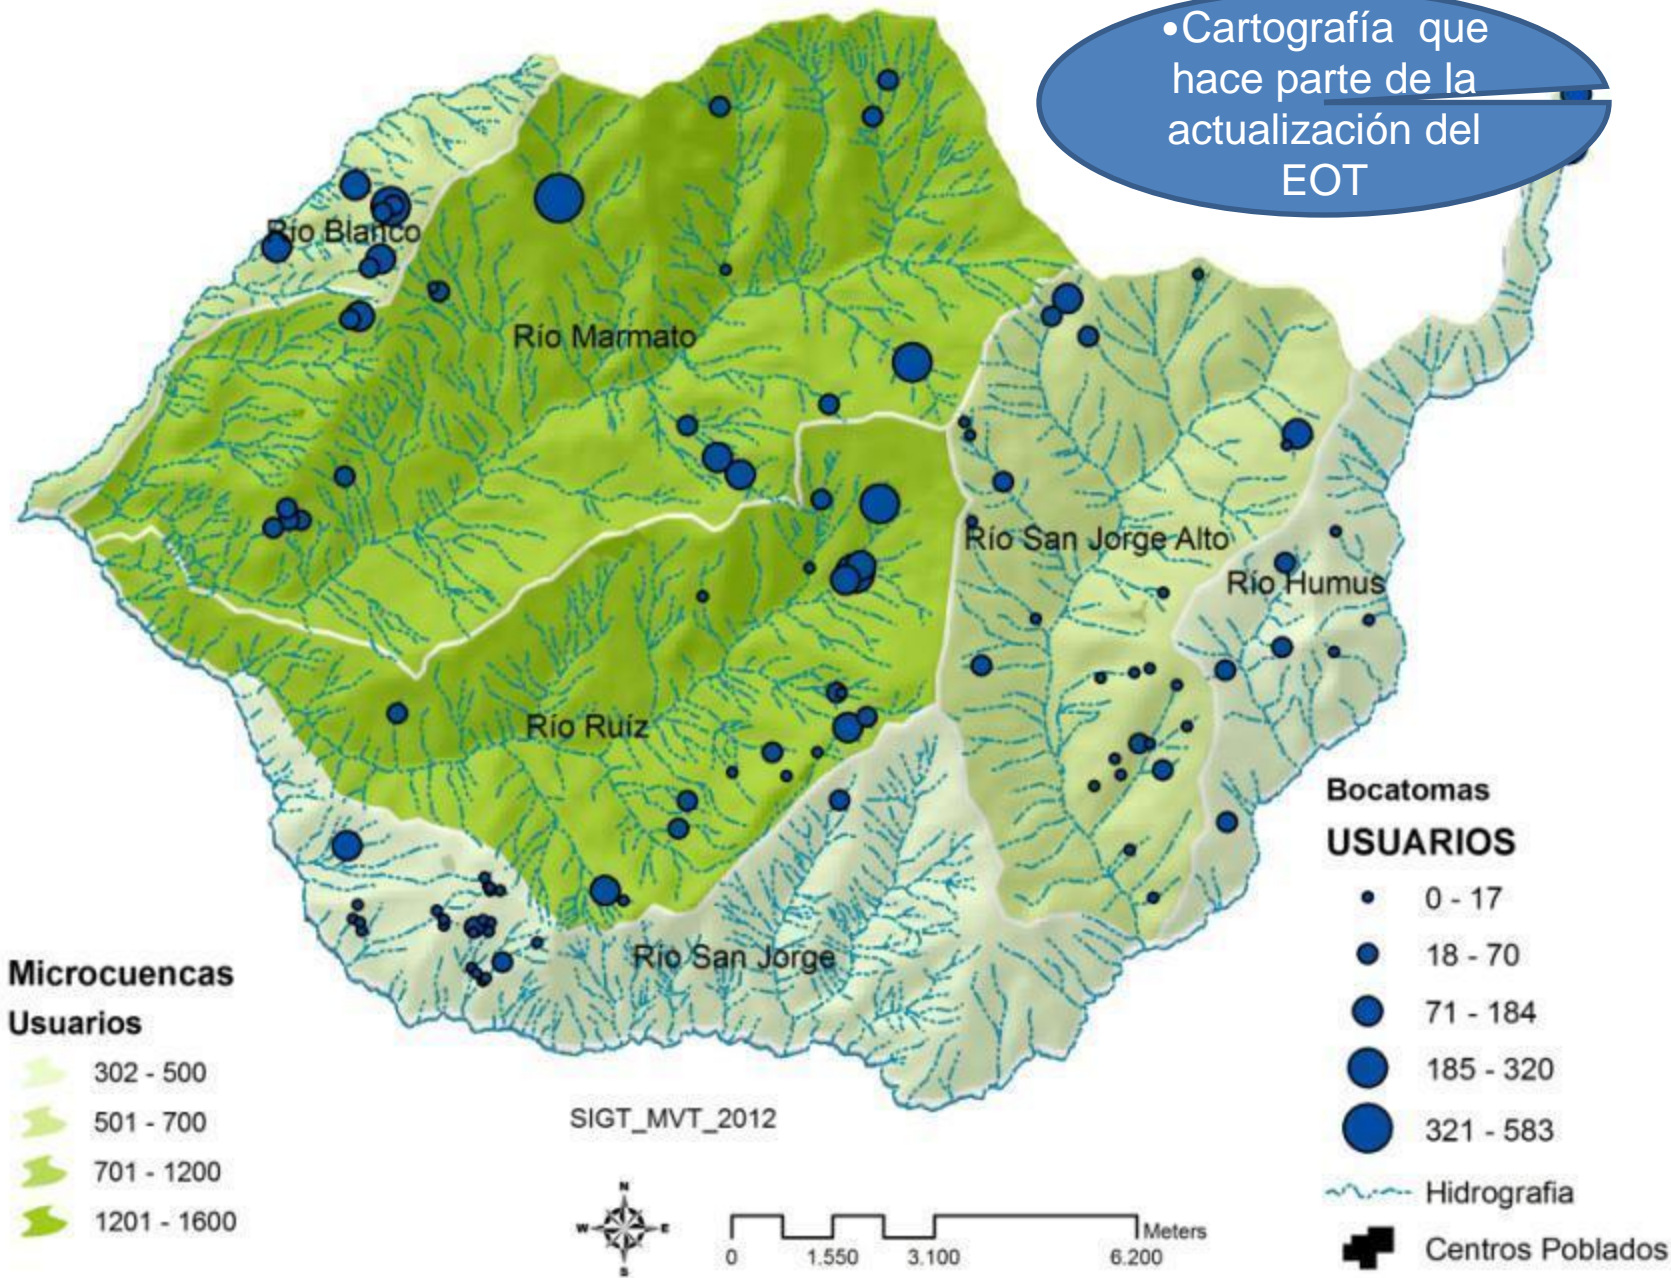 •Cartografía que
hace parte de la
actualización del
EOT
Río Blanco
Río Marmato
Río San Jorge Alto
Río Humus
Río Ruíz
Río San Jorge
Bocatomas
USUARIOS
0 - 17
18 - 70
71 - 184
185 - 320
321 - 583
Hidrografia
Centros Poblados
Microcuencas
Usuarios
302 - 500
501 - 700
701 - 1200
1201 - 1600
SIGT_MVT_2012
N
W E
S
Meters
0 1.550 3.100 6.200